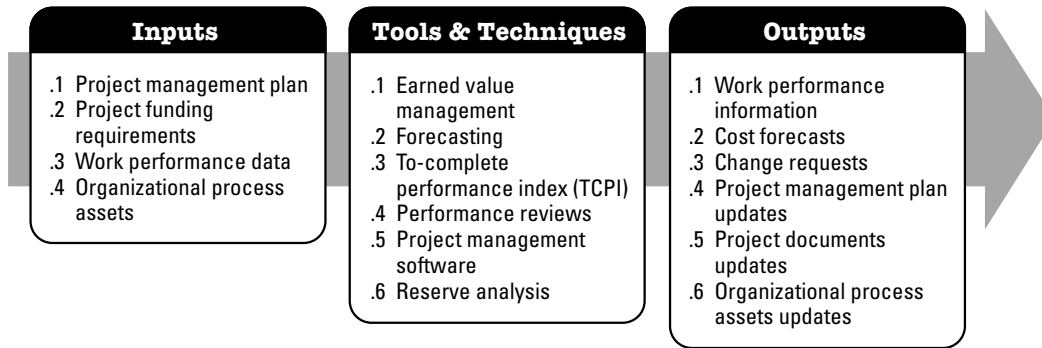 Inputs
.1 Project management plan
.2 Project funding
requirements
.3 Work performance data
.4 Organizational process
assets
Tools & Techniques
.1 Earned value
management
.2 Forecasting
.3 To-complete
performance index (TCPI)
.4 Performance reviews
.5 Project management
software
.6 Reserve analysis
Outputs
.1 Work performance
information
.2 Cost forecasts
.3 Change requests
.4 Project management plan
updates
.5 Project documents
updates
.6 Organizational process
assets updates